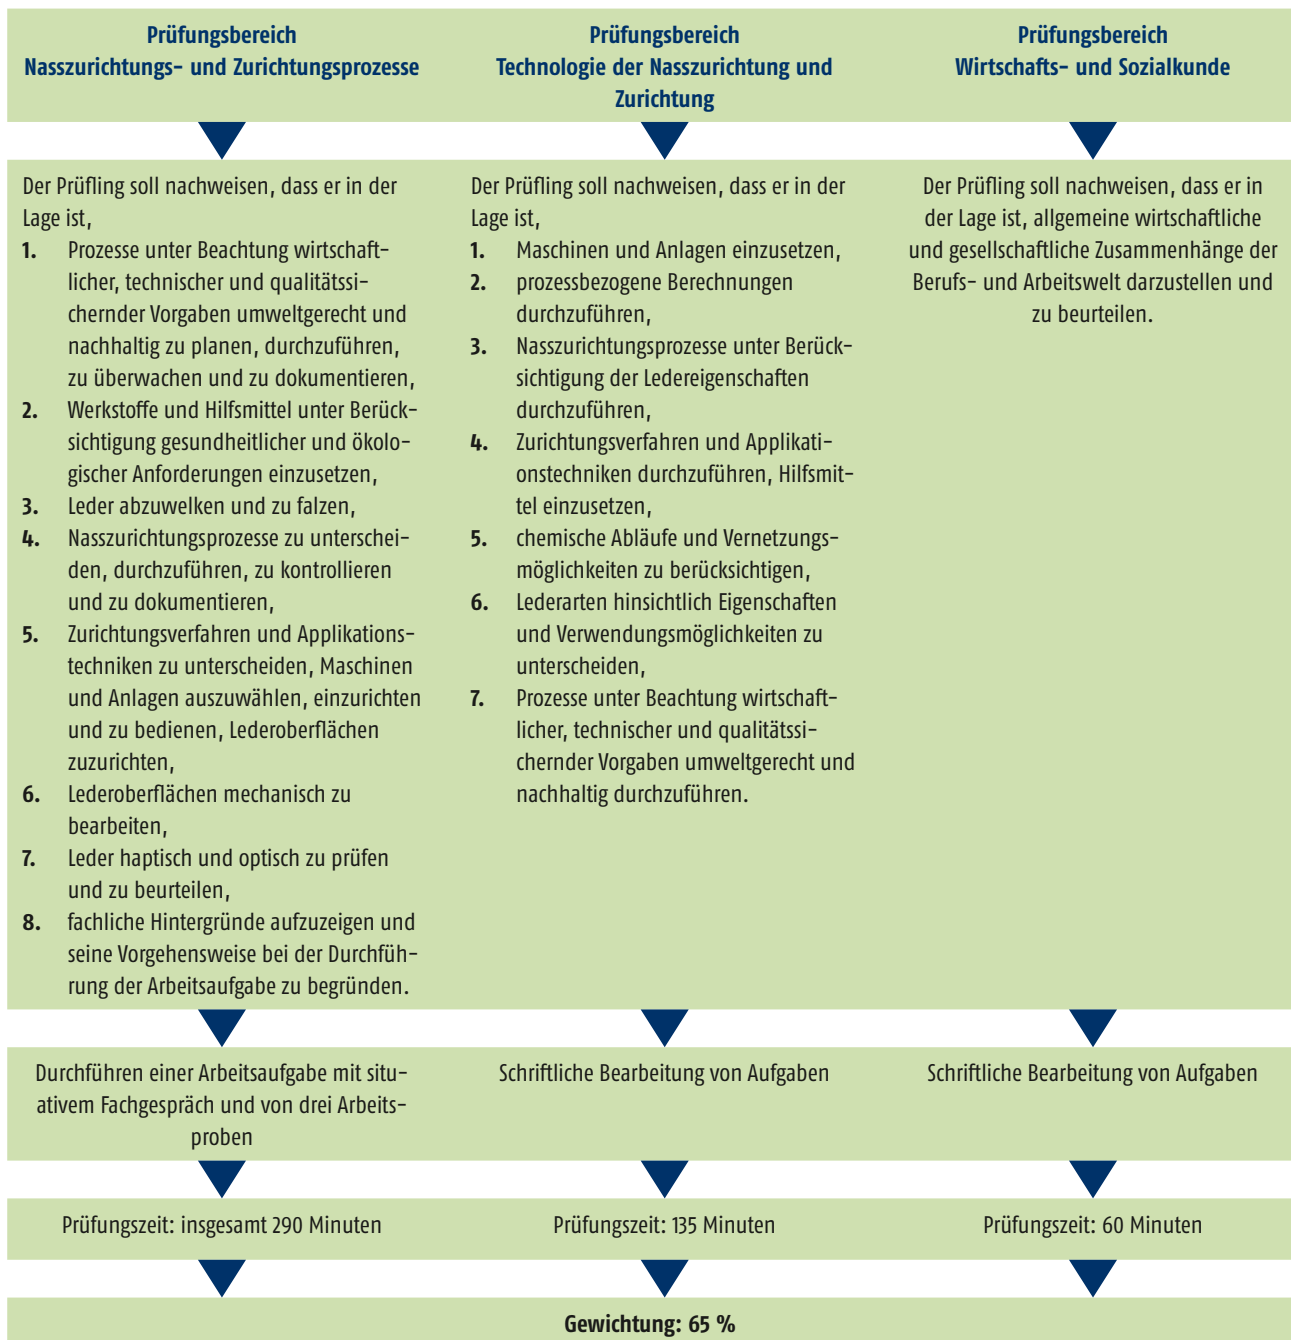 Prüfungsbereich
Nasszurichtungs- und Zurichtungsprozesse
Prüfungsbereich
Technologie der Nasszurichtung und
Zurichtung
Prüfungsbereich
Wirtschafts- und Sozialkunde
Der Prüfling soll nachweisen, dass er in der
Lage ist,
1. Prozesse unter Beachtung wirtschaft-
licher, technischer und qualitätssi-
chernder Vorgaben umweltgerecht und
nachhaltig zu planen, durchzuführen,
zu überwachen und zu dokumentieren,
2. Werkstoffe und Hilfsmittel unter Berück-
sichtigung gesundheitlicher und ökolo-
gischer Anforderungen einzusetzen,
3. Leder abzuwelken und zu falzen,
4. Nasszurichtungsprozesse zu unterschei-
den, durchzuführen, zu kontrollieren
und zu dokumentieren,
5. Zurichtungsverfahren und Applikations-
techniken zu unterscheiden, Maschinen
und Anlagen auszuwählen, einzurichten
und zu bedienen, Lederoberflächen
zuzurichten,
6. Lederoberflächen mechanisch zu
bearbeiten,
7. Leder haptisch und optisch zu prüfen
und zu beurteilen,
8. fachliche Hintergründe aufzuzeigen und
seine Vorgehensweise bei der Durchfüh-
rung der Arbeitsaufgabe zu begründen.
Der Prüfling soll nachweisen, dass er in der
Lage ist,
1. Maschinen und Anlagen einzusetzen,
2. prozessbezogene Berechnungen
durchzuführen,
3. Nasszurichtungsprozesse unter Berück-
sichtigung der Ledereigenschaften
durchzuführen,
4. Zurichtungsverfahren und Applikati-
onstechniken durchzuführen, Hilfsmit-
tel einzusetzen,
5. chemische Abläufe und Vernetzungs-
möglichkeiten zu berücksichtigen,
6. Lederarten hinsichtlich Eigenschaften
und Verwendungsmöglichkeiten zu
unterscheiden,
7. Prozesse unter Beachtung wirtschaft-
licher, technischer und qualitätssi-
chernder Vorgaben umweltgerecht und
nachhaltig durchzuführen.
Der Prüfling soll nachweisen, dass er in
der Lage ist, allgemeine wirtschaftliche
und gesellschaftliche Zusammenhänge der
Berufs- und Arbeitswelt darzustellen und
zu beurteilen.
Durchführen einer Arbeitsaufgabe mit situ-
ativem Fachgespräch und von drei Arbeits-
proben
Schriftliche Bearbeitung von Aufgaben
Schriftliche Bearbeitung von Aufgaben
Prüfungszeit: insgesamt 290 Minuten
Prüfungszeit: 135 Minuten
Prüfungszeit: 60 Minuten
Gewichtung: 65 %